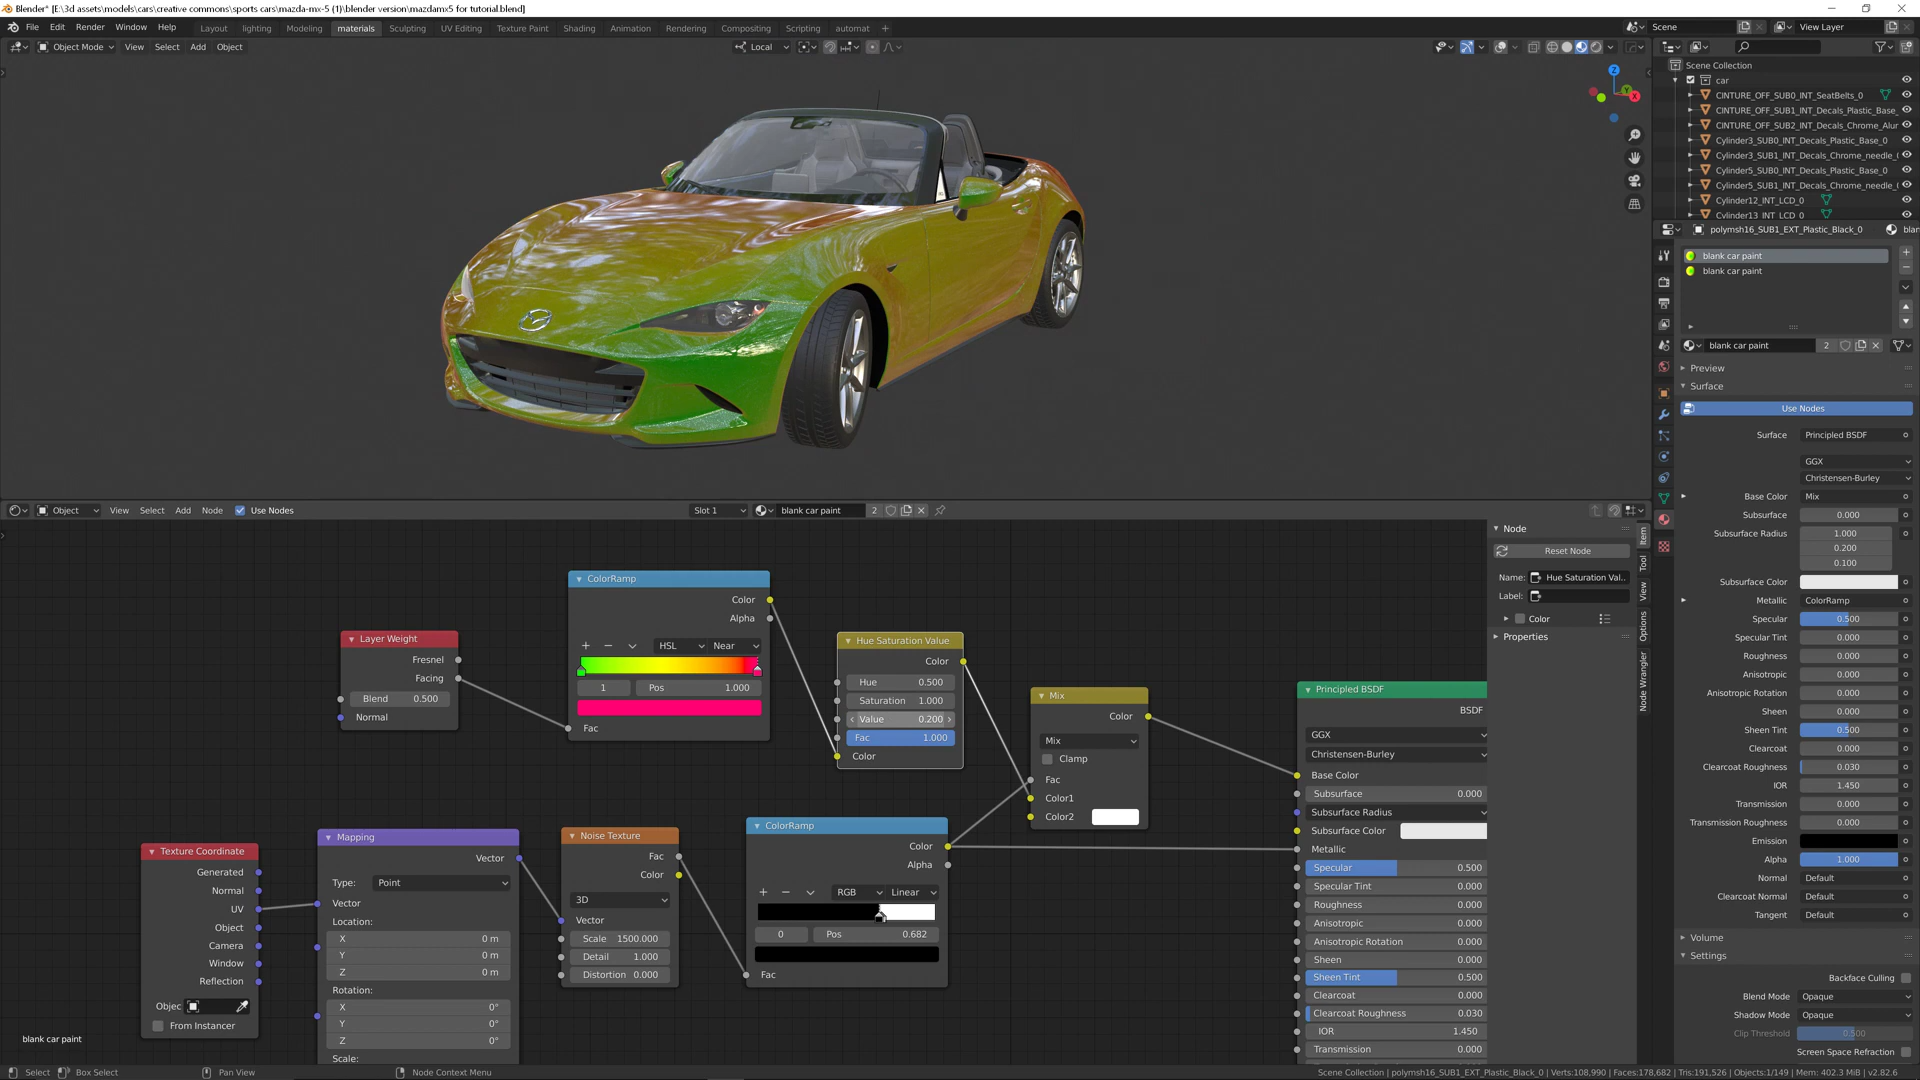 Blender* [E:\3d assets\models\cars\creative commons\sports cars\mazda-mx-5 (1)\blender version\mazdamx5 for tutorial.blend]
File Edit Render Window Help Layout lighting Modeling materials Sculpting UV Editing Texture Paint Shading Animation Rendering Compositing Scripting automat + Scene View Layer
Object Mode View Select Add Object Local
Z
Y
X
Scene Collection
car
CINTURE_OFF_SUB0_INT_SeatBelts_0
CINTURE_OFF_SUB1_INT_Decals_Plastic_Base_
CINTURE_OFF_SUB2_INT_Decals_Chrome_Alur
Cylinder3_SUB0_INT_Decals_Plastic_Base_0
Cylinder3_SUB1_INT_Decals_Chrome_needle_(
Cylinder5_SUB0_INT_Decals_Plastic_Base_0
Cylinder5_SUB1_INT_Decals_Chrome_needle_(
Cylinder12_INT_LCD_0
Cylinder13_INT_LCD_0
polymsh16_SUB1_EXT_Plastic_Black_0 blan
blank car paint
blank car paint
blank car paint 2
Preview
Surface
Use Nodes
Surface Principled BSDF
GGX
Christensen-Burley
Base Color Mix
Subsurface 0.000
Subsurface Radius 1.000
0.200
0.100
Subsurface Color
Metallic ColorRamp
Specular 0.500
Specular Tint 0.000
Roughness 0.000
Anisotropic 0.000
Anisotropic Rotation 0.000
Sheen 0.000
Sheen Tint 0.500
Clearcoat 0.000
Clearcoat Roughness 0.030
IOR 1.450
Transmission 0.000
Transmission Roughness 0.000
Emission
Alpha 1.000
Normal Default
Clearcoat Normal Default
Tangent Default
Volume
Settings
Backface Culling
Blend Mode Opaque
Shadow Mode Opaque
Clip Threshold 0.500
Screen Space Refraction
Object View Select Add Node Use Nodes Slot 1 blank car paint 2
Layer Weight
Fresnel
Facing
Blend 0.500
Normal
ColorRamp
Color
Alpha
+ − HSL Near
1 Pos 1.000
Fac
Hue Saturation Value
Color
Hue 0.500
Saturation 1.000
Value 0.200
Fac 1.000
Color
Mix
Color
Mix
Clamp
Fac
Color1
Color2
Principled BSDF
BSDF
GGX
Christensen-Burley
Base Color
Subsurface 0.000
Subsurface Radius
Subsurface Color
Metallic
Specular 0.500
Specular Tint 0.000
Roughness 0.000
Anisotropic 0.000
Anisotropic Rotation 0.000
Sheen 0.000
Sheen Tint 0.500
Clearcoat 0.000
Clearcoat Roughness 0.030
IOR 1.450
Transmission 0.000
Texture Coordinate
Generated
Normal
UV
Object
Camera
Window
Reflection
Objec
From Instancer
Mapping
Vector
Type: Point
Vector
Location:
X 0 m
Y 0 m
Z 0 m
Rotation:
X 0°
Y 0°
Z 0°
Scale:
Noise Texture
Fac
Color
3D
Vector
Scale 1500.000
Detail 1.000
Distortion 0.000
ColorRamp
Color
Alpha
+ − RGB Linear
0 Pos 0.682
Fac
Node
Reset Node
Name: Hue Saturation Val..
Label:
Color
Properties
Item
Tool
View
Options
Node Wrangler
blank car paint
Select Box Select Pan View Node Context Menu Scene Collection | polymsh16_SUB1_EXT_Plastic_Black_0 | Verts:108,990 | Faces:178,682 | Tris:191,526 | Objects:1/149 | Mem: 402.3 MiB | v2.82.6